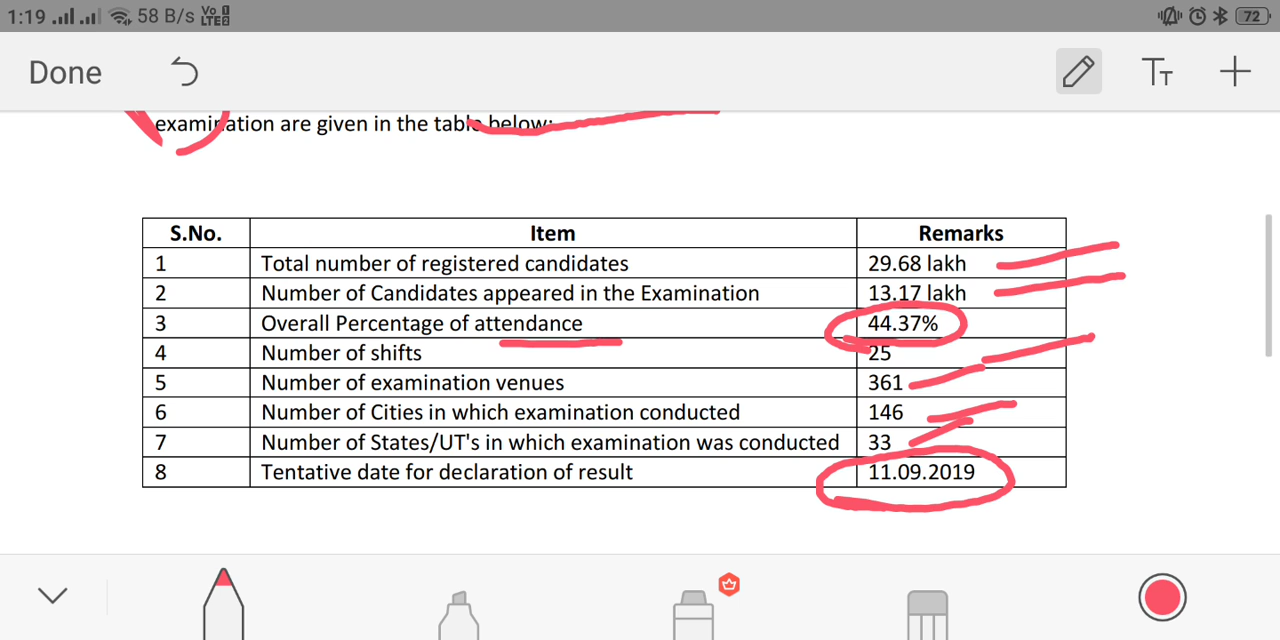 1:19 58 B/s Vo 1 LTE 2 72
Done
examination are given in the table below:
S.No. Item Remarks
1 Total number of registered candidates 29.68 lakh
2 Number of Candidates appeared in the Examination 13.17 lakh
3 Overall Percentage of attendance 44.37%
4 Number of shifts 25
5 Number of examination venues 361
6 Number of Cities in which examination conducted 146
7 Number of States/UT's in which examination was conducted 33
8 Tentative date for declaration of result 11.09.2019